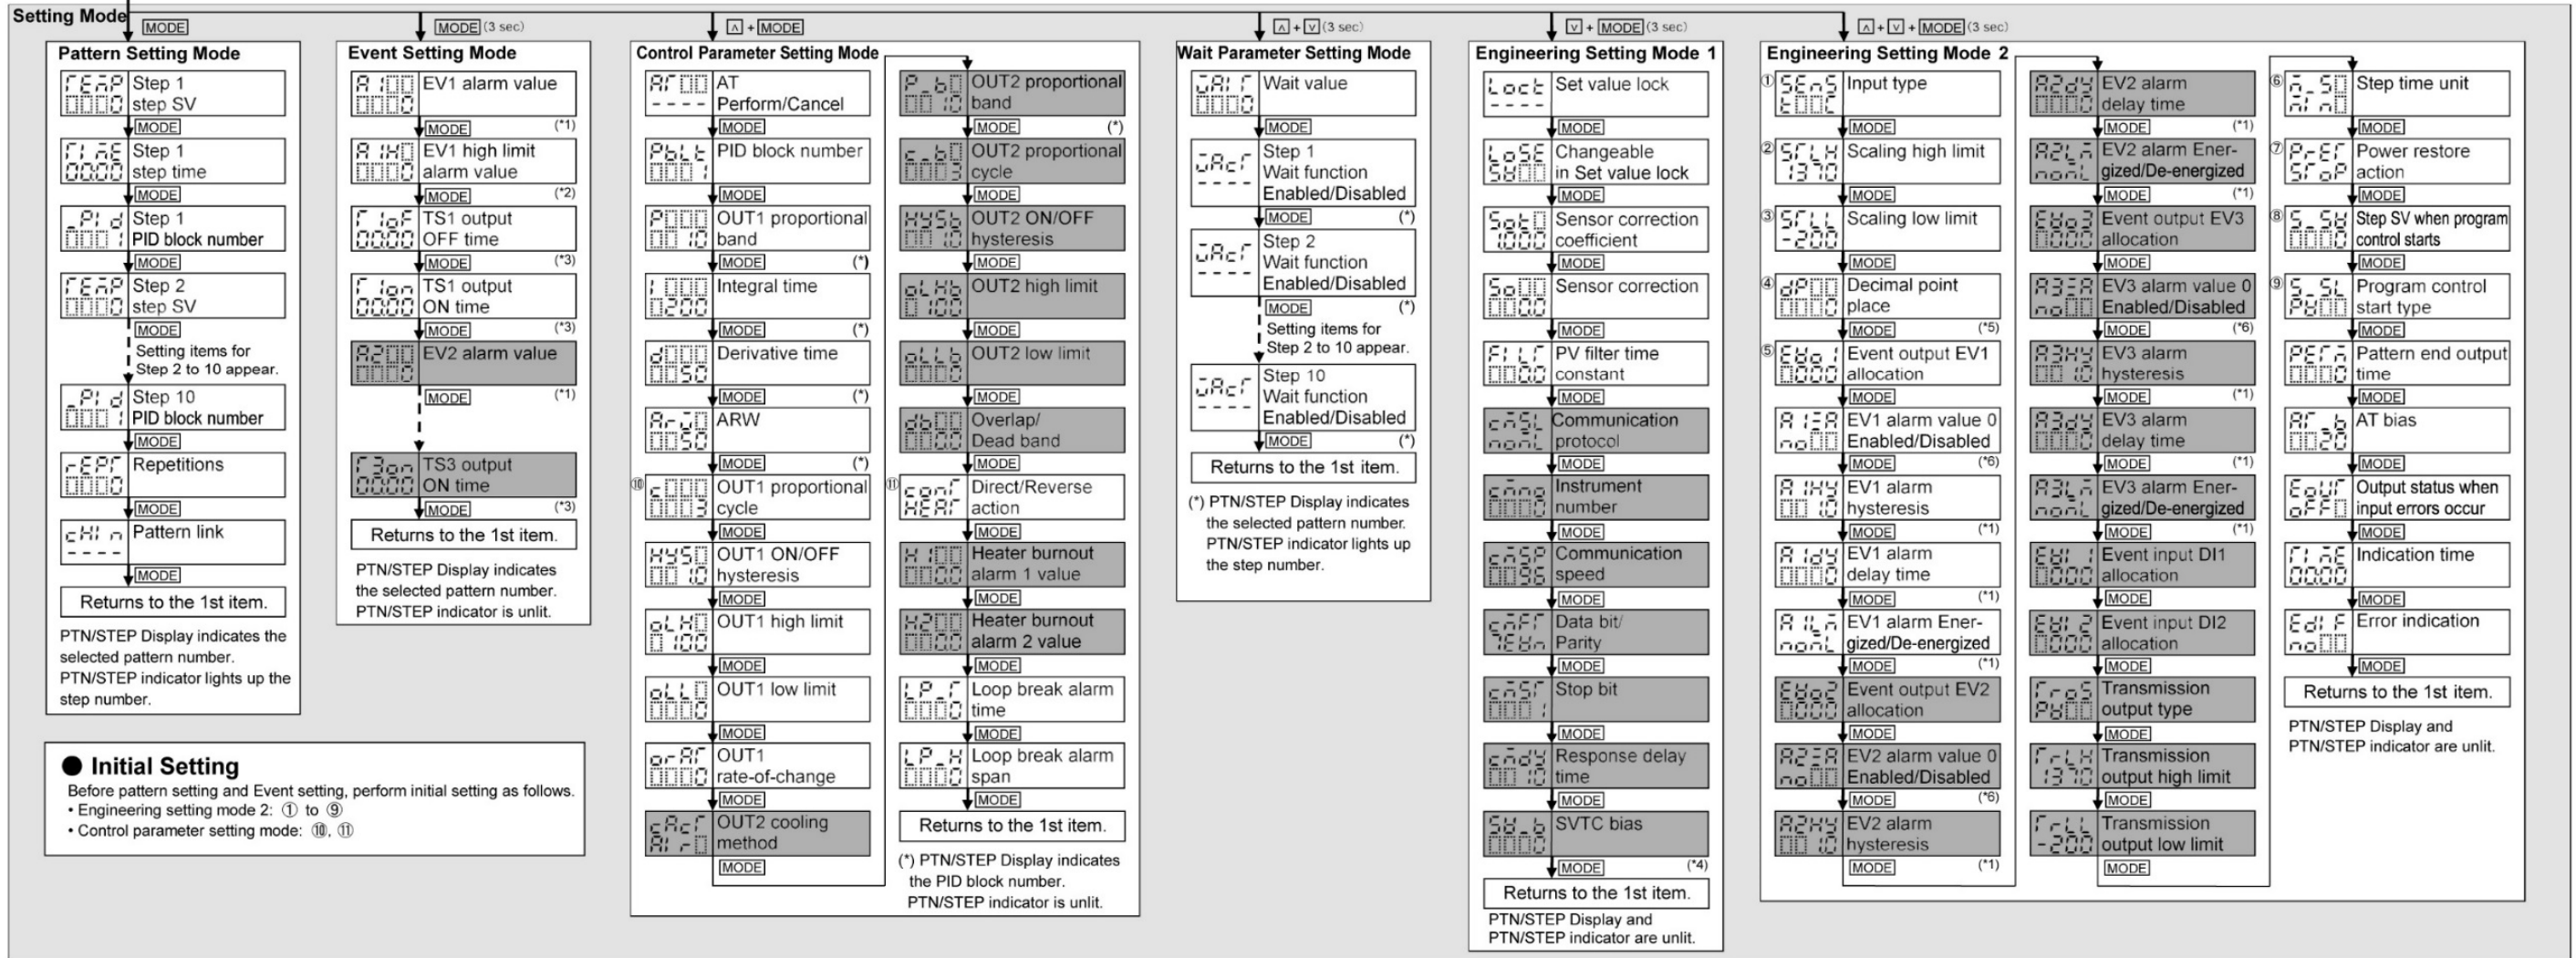 Setting Mode
MODE
Pattern Setting Mode
Step 1
step SV
MODE
Step 1
step time
MODE
Step 1
PID block number
MODE
Step 2
step SV
MODE
Setting items for
Step 2 to 10 appear.
Step 10
PID block number
MODE
Repetitions
MODE
Pattern link
MODE
Returns to the 1st item.
PTN/STEP Display indicates the
selected pattern number.
PTN/STEP indicator lights up the
step number.
● Initial Setting
Before pattern setting and Event setting, perform initial setting as follows.
• Engineering setting mode 2: ① to ⑨
• Control parameter setting mode: ⑩, ⑪
MODE (3 sec)
Event Setting Mode
EV1 alarm value
MODE (*1)
EV1 high limit
alarm value
MODE (*2)
TS1 output
OFF time
MODE (*3)
TS1 output
ON time
MODE (*3)
EV2 alarm value
MODE (*1)
TS3 output
ON time
MODE (*3)
Returns to the 1st item.
PTN/STEP Display indicates
the selected pattern number.
PTN/STEP indicator is unlit.
∧ + MODE
Control Parameter Setting Mode
AT
Perform/Cancel
MODE
PID block number
MODE
OUT1 proportional
band
MODE (*)
Integral time
MODE (*)
Derivative time
MODE (*)
ARW
MODE (*)
⑩ OUT1 proportional
cycle
MODE
OUT1 ON/OFF
hysteresis
MODE
OUT1 high limit
MODE
OUT1 low limit
MODE
OUT1
rate-of-change
MODE
OUT2 cooling
method
MODE
OUT2 proportional
band
MODE (*)
OUT2 proportional
cycle
MODE
OUT2 ON/OFF
hysteresis
MODE
OUT2 high limit
MODE
OUT2 low limit
MODE
Overlap/
Dead band
MODE
⑪ Direct/Reverse
action
MODE
Heater burnout
alarm 1 value
MODE
Heater burnout
alarm 2 value
MODE
Loop break alarm
time
MODE
Loop break alarm
span
MODE
Returns to the 1st item.
(*) PTN/STEP Display indicates
the PID block number.
PTN/STEP indicator is unlit.
∧ + ∨ (3 sec)
Wait Parameter Setting Mode
Wait value
MODE
Step 1
Wait function
Enabled/Disabled
MODE (*)
Step 2
Wait function
Enabled/Disabled
MODE (*)
Setting items for
Step 2 to 10 appear.
Step 10
Wait function
Enabled/Disabled
MODE (*)
Returns to the 1st item.
(*) PTN/STEP Display indicates
the selected pattern number.
PTN/STEP indicator lights up
the step number.
∨ + MODE (3 sec)
Engineering Setting Mode 1
Set value lock
MODE
Changeable
in Set value lock
MODE
Sensor correction
coefficient
MODE
Sensor correction
MODE
PV filter time
constant
MODE
Communication
protocol
MODE
Instrument
number
MODE
Communication
speed
MODE
Data bit/
Parity
MODE
Stop bit
MODE
Response delay
time
MODE
SVTC bias
MODE (*4)
Returns to the 1st item.
PTN/STEP Display and
PTN/STEP indicator are unlit.
∧ + ∨ + MODE (3 sec)
Engineering Setting Mode 2
① Input type
MODE
② Scaling high limit
1370
MODE
③ Scaling low limit
-200
MODE
④ Decimal point
place
MODE (*5)
⑤ Event output EV1
allocation
MODE
EV1 alarm value 0
Enabled/Disabled
MODE (*6)
EV1 alarm
hysteresis
MODE (*1)
EV1 alarm
delay time
MODE (*1)
EV1 alarm Ener-
gized/De-energized
MODE (*1)
Event output EV2
allocation
MODE
EV2 alarm value 0
Enabled/Disabled
MODE (*6)
EV2 alarm
hysteresis
MODE (*1)
EV2 alarm
delay time
MODE (*1)
EV2 alarm Ener-
gized/De-energized
MODE (*1)
Event output EV3
allocation
MODE
EV3 alarm value 0
Enabled/Disabled
MODE (*6)
EV3 alarm
hysteresis
MODE (*1)
EV3 alarm
delay time
MODE (*1)
EV3 alarm Ener-
gized/De-energized
MODE (*1)
Event input DI1
allocation
MODE
Event input DI2
allocation
MODE
Transmission
output type
MODE
Transmission
1370 output high limit
MODE
Transmission
-200 output low limit
MODE
⑥ Step time unit
MODE
⑦ Power restore
action
MODE
⑧ Step SV when program
control starts
MODE
⑨ Program control
start type
MODE
Pattern end output
time
MODE
AT bias
MODE
Output status when
input errors occur
MODE
Indication time
MODE
Error indication
MODE
Returns to the 1st item.
PTN/STEP Display and
PTN/STEP indicator are unlit.